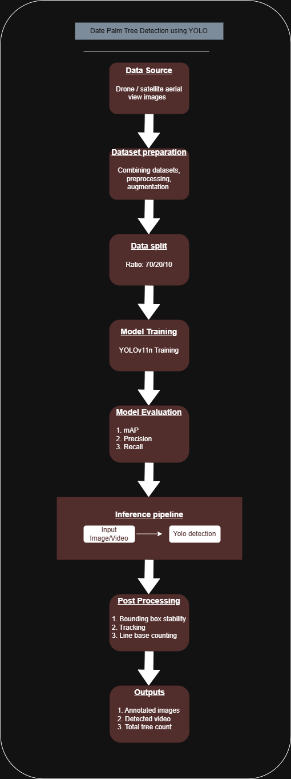 Date Palm Tree Detection using YOLO
Data Source
Drone / satellite aerial
view images
Dataset preparation
Combining datasets,
preprocessing,
augmentation
Data split
Ratio: 70/20/10
Model Training
YOLOv11n Training
Model Evaluation
1. mAP
2. Precision
3. Recall
Inference pipeline
Input
Image/Video
Yolo detection
Post Processing
1. Bounding box stability
2. Tracking
3. Line base counting
Outputs
1. Annotated images
2. Detected video
3. Total tree count